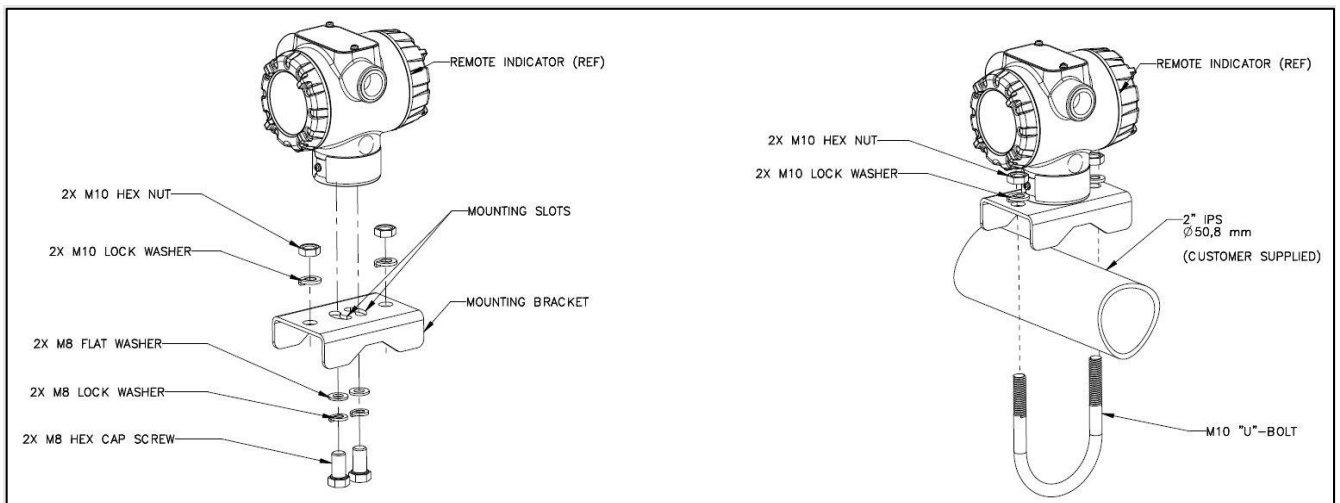 REMOTE INDICATOR (REF)
2X M10 HEX NUT
MOUNTING SLOTS
2X M10 LOCK WASHER
MOUNTING BRACKET
2X M8 FLAT WASHER
2X M8 LOCK WASHER
2X M8 HEX CAP SCREW
REMOTE INDICATOR (REF)
2X M10 HEX NUT
2X M10 LOCK WASHER
2" IPS
Ø50,8 mm
(CUSTOMER SUPPLIED)
M10 "U"-BOLT